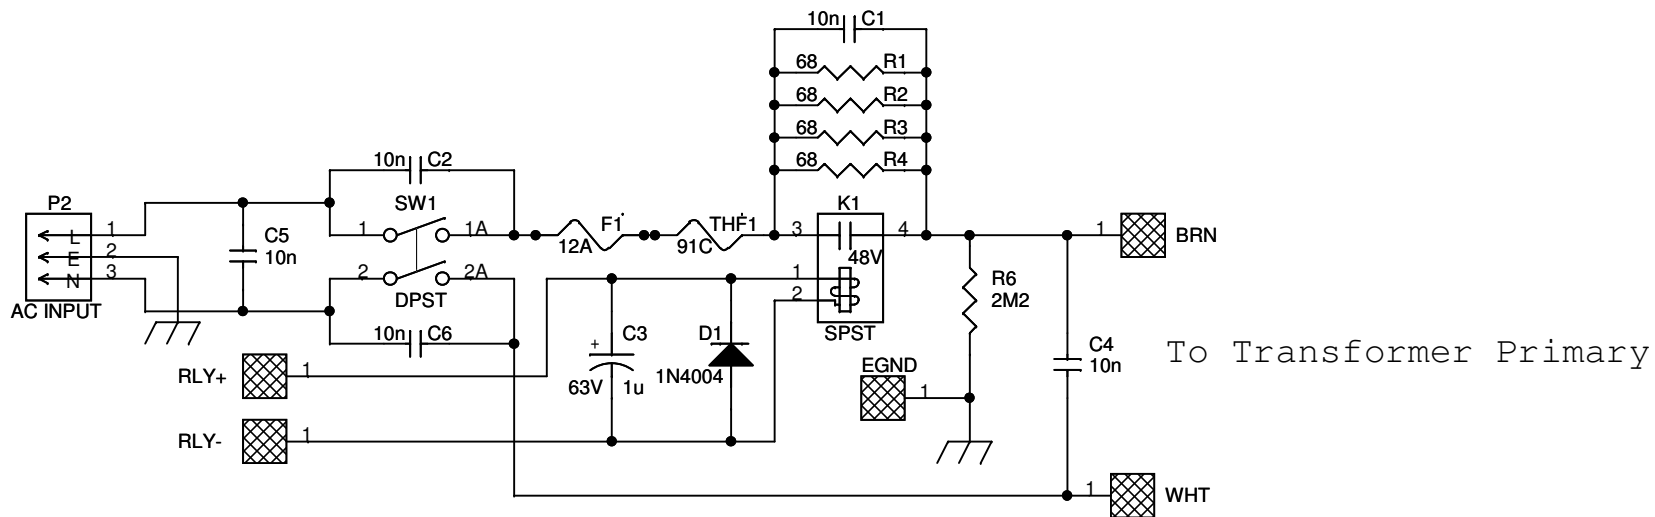 10n C1
68 R1
68 R2
68 R3
68 R4
10n C2
P2 SW1 K1
1 L C5 10n 1 1A F1 12A THF1 91C 3 4 48V 1 BRN
2 E
3 N 2 2A 1
2
AC INPUT DPST SPST
R6
2M2
10n C6
+ C3 D1 C4
63V 1u 1N4004 10n
To Transformer Primary
RLY+ 1
EGND 1
RLY- 1
1 WHT